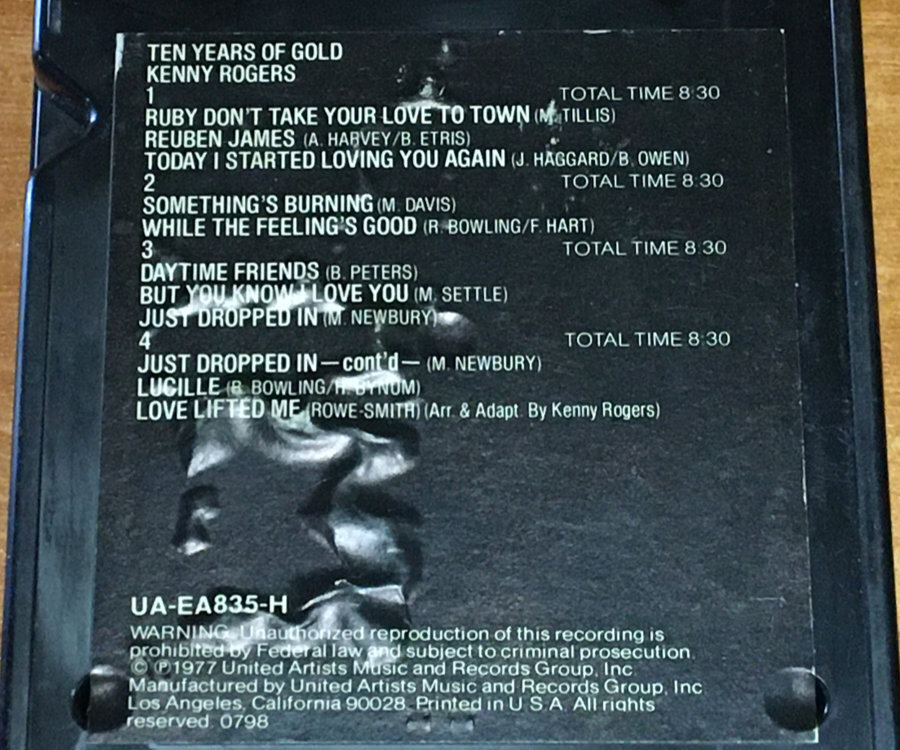 TEN YEARS OF GOLD
KENNY ROGERS
1 TOTAL TIME 8:30
RUBY DON'T TAKE YOUR LOVE TO TOWN (M. TILLIS)
REUBEN JAMES (A. HARVEY/B. ETRIS)
TODAY I STARTED LOVING YOU AGAIN (J. HAGGARD/B. OWEN)
2 TOTAL TIME 8:30
SOMETHING'S BURNING (M. DAVIS)
WHILE THE FEELING'S GOOD (R. BOWLING/F. HART)
3 TOTAL TIME 8:30
DAYTIME FRIENDS (B. PETERS)
BUT YOU KNOW I LOVE YOU (M. SETTLE)
JUST DROPPED IN (M. NEWBURY)
4 TOTAL TIME 8:30
JUST DROPPED IN—cont'd—(M. NEWBURY)
LUCILLE (R. BOWLING/H. BYNUM)
LOVE LIFTED ME (ROWE-SMITH) (Arr. & Adapt. By Kenny Rogers)
UA-EA835-H
WARNING: Unauthorized reproduction of this recording is
prohibited by Federal law and subject to criminal prosecution.
© ℗ 1977 United Artists Music and Records Group, Inc.
Manufactured by United Artists Music and Records Group, Inc.
Los Angeles, California 90028. Printed in U.S.A. All rights
reserved. 0798